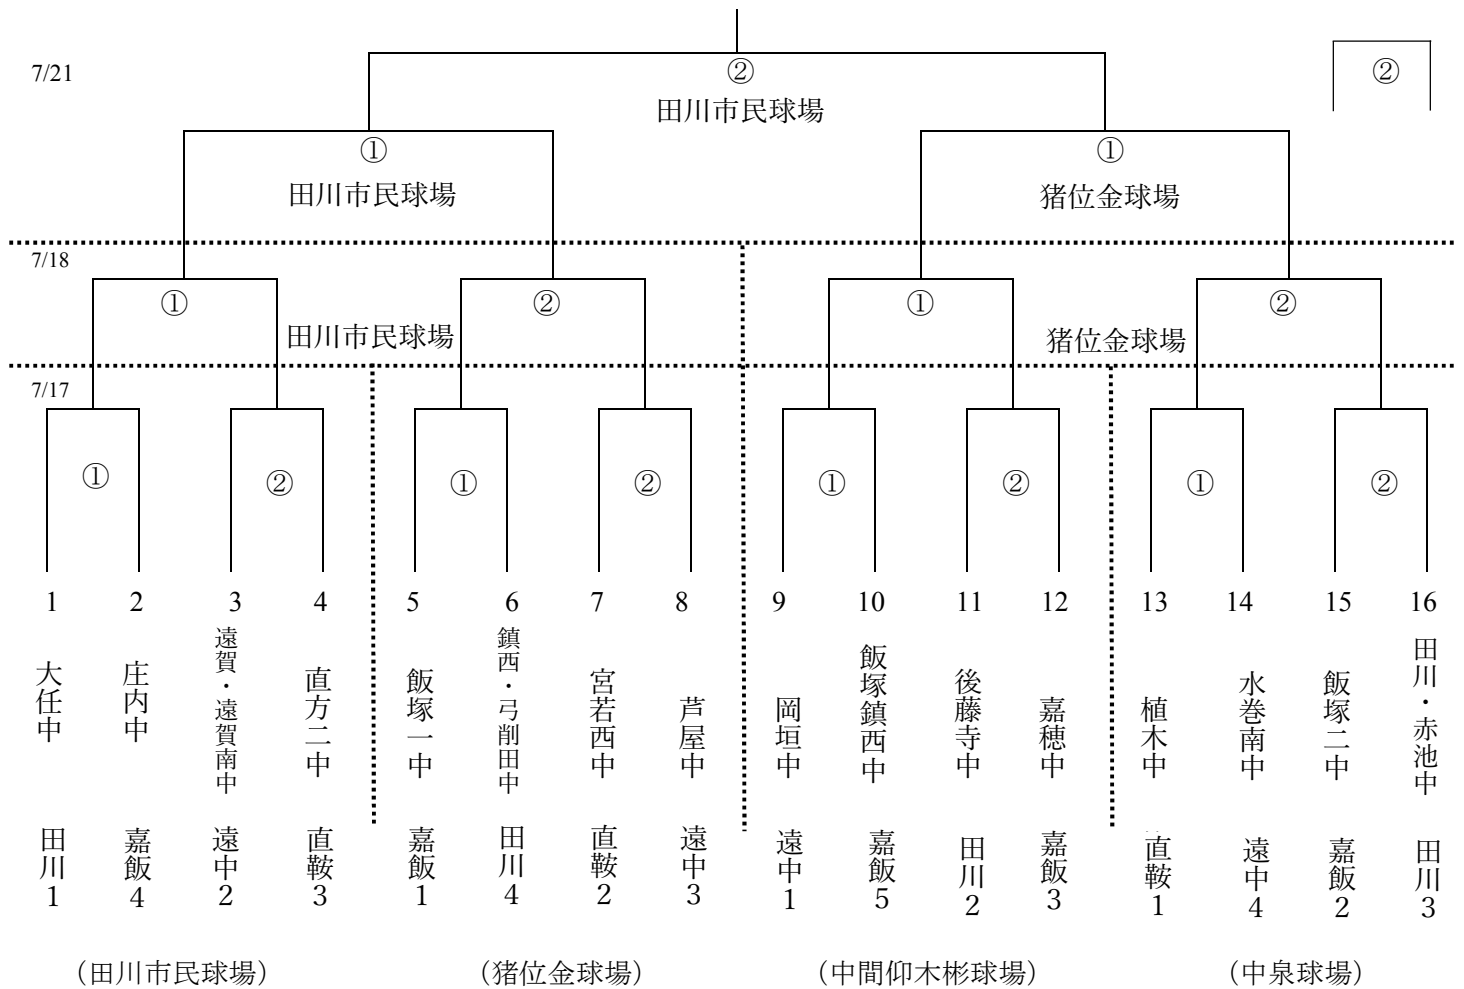 7/21
②
②
田川市民球場
①
①
田川市民球場
猪位金球場
7/18
①
②
①
②
田川市民球場
猪位金球場
7/17
①
②
①
②
①
②
①
②
1
2
3
4
5
6
7
8
9
10
11
12
13
14
15
16
大任中
庄内中
遠賀・遠賀南中
直方二中
飯塚一中
鎮西・弓削田中
宮若西中
芦屋中
岡垣中
飯塚鎮西中
後藤寺中
嘉穂中
植木中
水巻南中
飯塚二中
田川・赤池中
田川1
嘉飯4
遠中2
直鞍3
嘉飯1
田川4
直鞍2
遠中3
遠中1
嘉飯5
田川2
嘉飯3
直鞍1
遠中4
嘉飯2
田川3
（田川市民球場）
（猪位金球場）
（中間仰木彬球場）
（中泉球場）